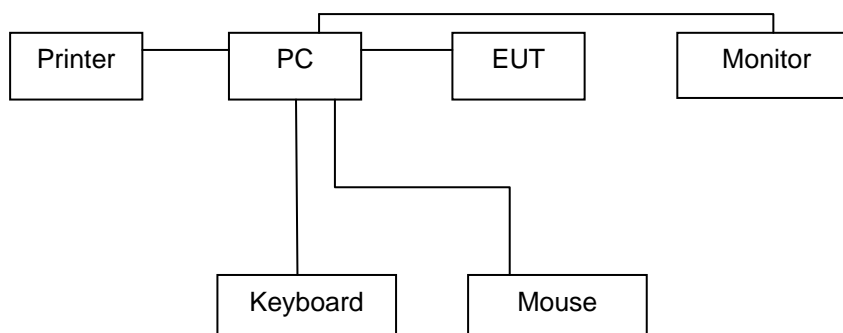 Printer
PC
EUT
Monitor
Keyboard
Mouse